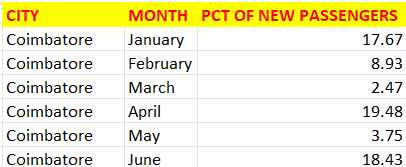 CITY MONTH PCT OF NEW PASSENGERS
Coimbatore January 17.67
Coimbatore February 8.93
Coimbatore March 2.47
Coimbatore April 19.48
Coimbatore May 3.75
Coimbatore June 18.43